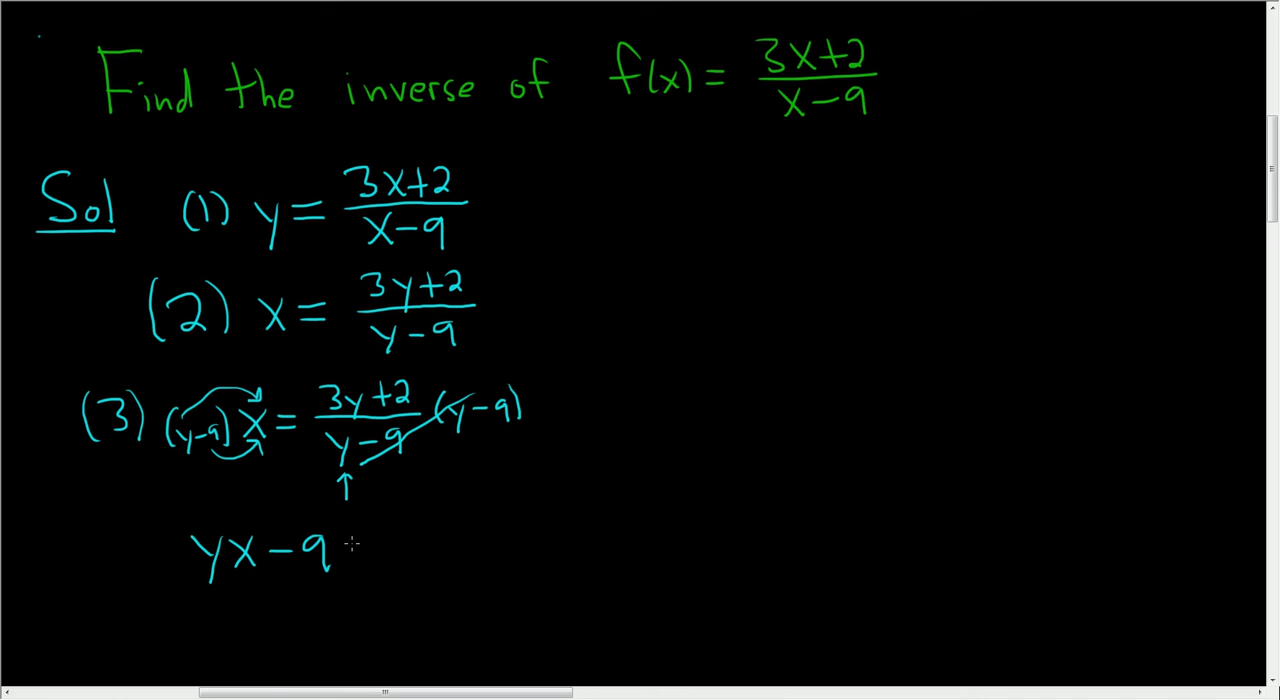 Find the inverse of f(x) = (3x+2)/(x-9)
Sol (1) y = (3x+2)/(x-9)
(2) x = (3y+2)/(y-9)
(3) (y-9) x = (3y+2)/(y-9) (y-9)
yx - 9